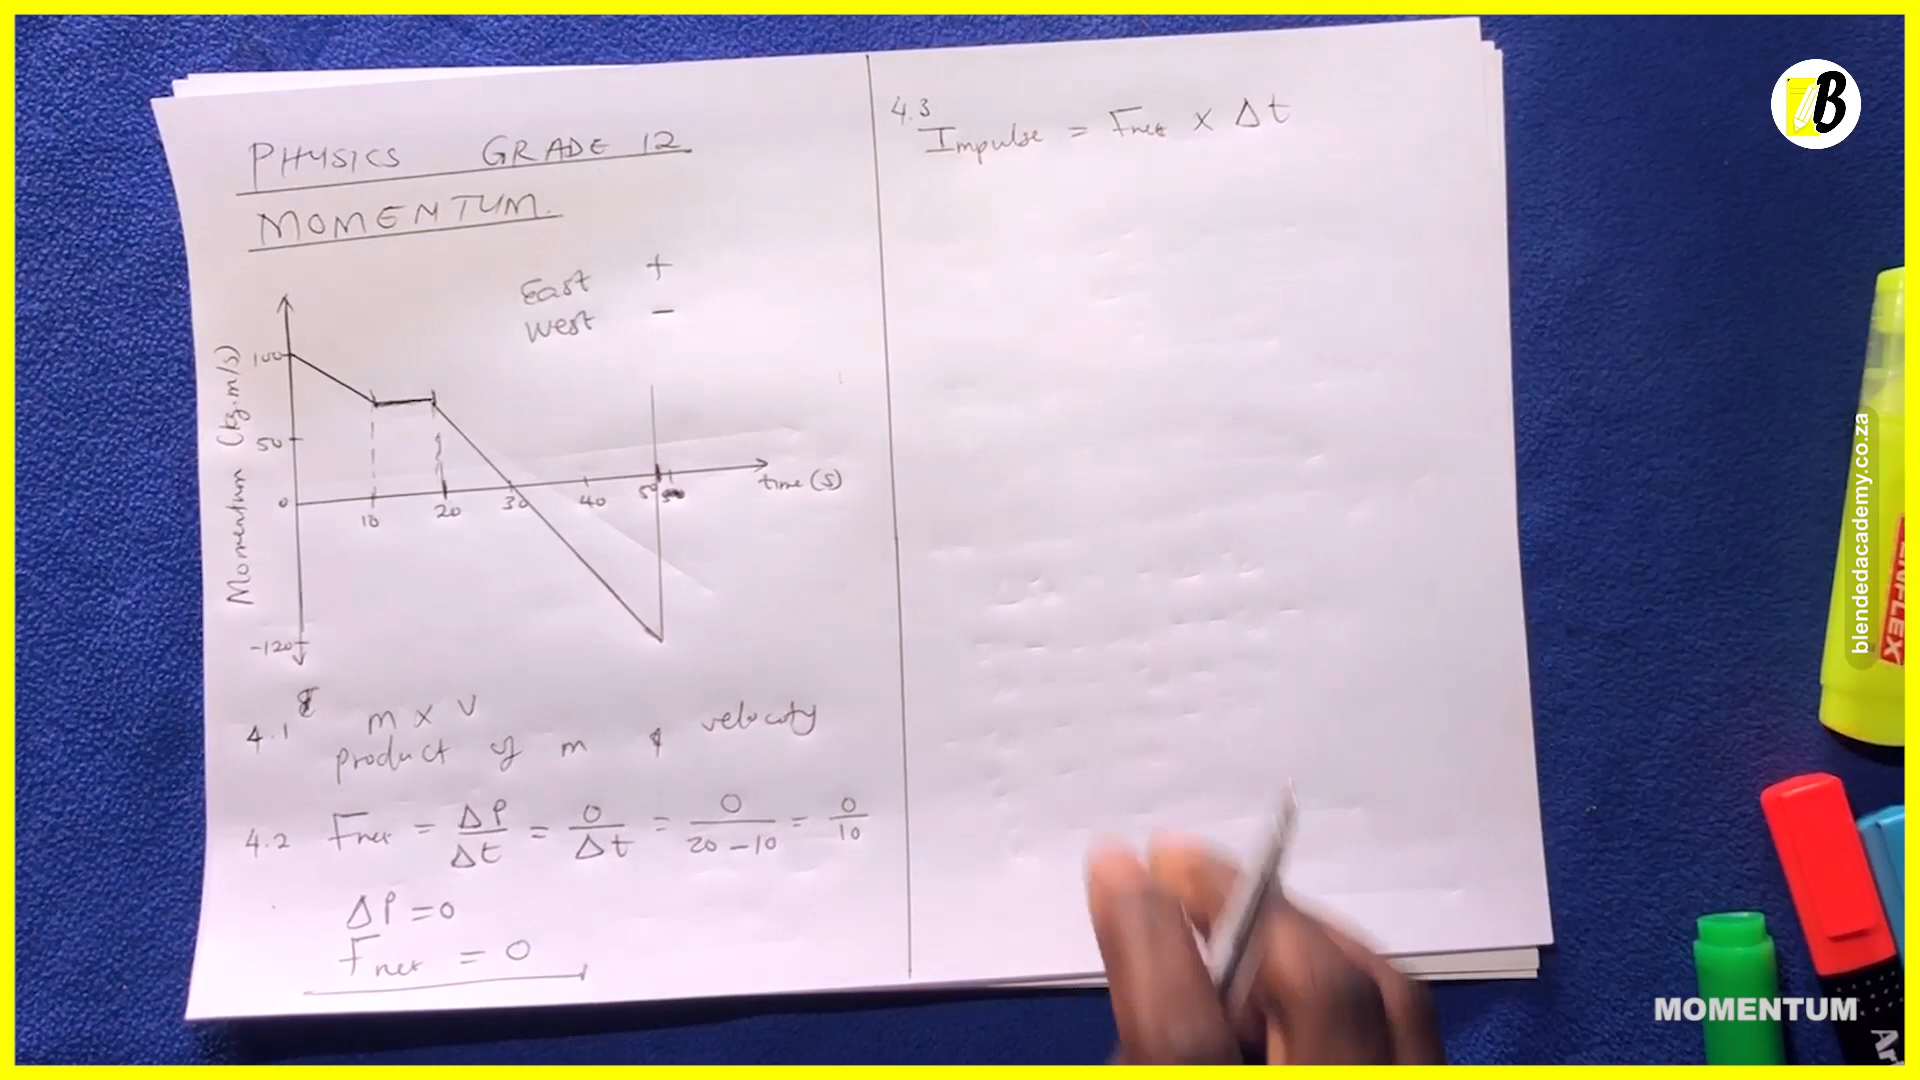 PHYSICS GRADE 12
MOMENTUM.
East +
West -
Momentum (kg.m/s)
100
50
0
-120
10
20
30
40
50
time (s)
4.1 m x v
product of m & velocity
4.2 Fnet = ΔP/Δt = 0/Δt = 0/20-10 = 0/10
ΔP = 0
Fnet = 0
4.3
Impulse = Fnet x Δt
B
blendedacademy.co.za
MOMENTUM